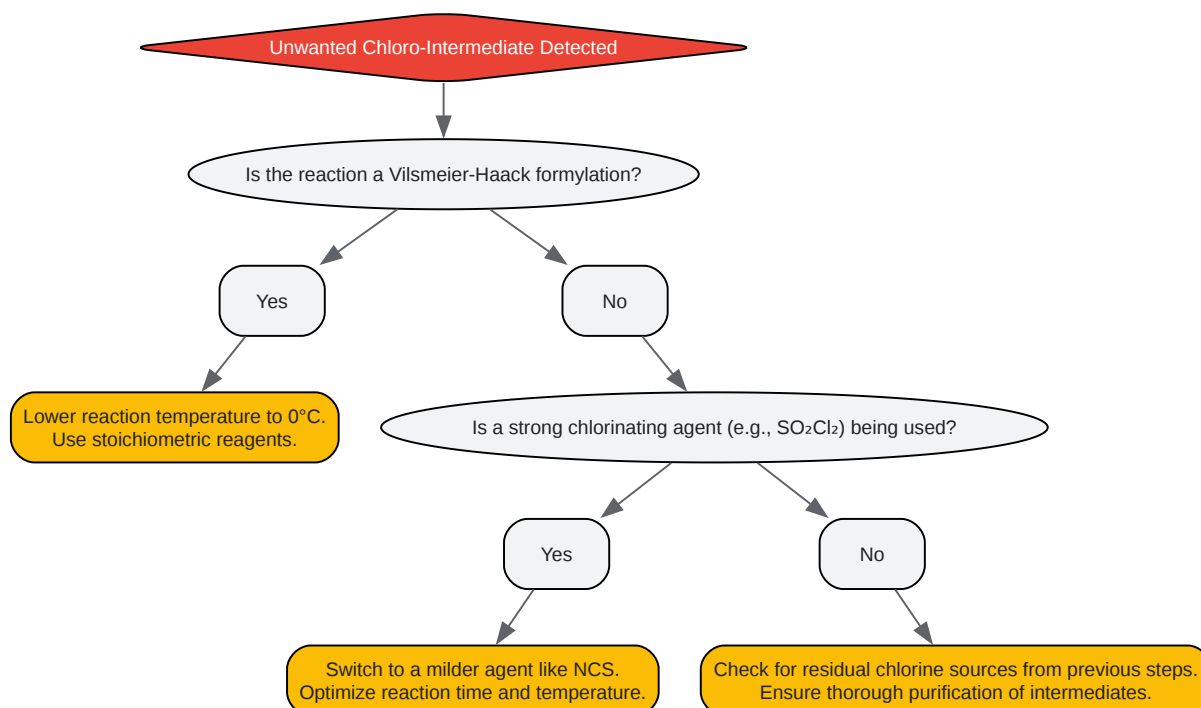 Unwanted Chloro-Intermediate Detected
Is the reaction a Vilsmeier-Haack formylation?
Yes
No
Lower reaction temperature to 0°C.
Use stoichiometric reagents.
Is a strong chlorinating agent (e.g., SO₂Cl₂) being used?
Yes
No
Switch to a milder agent like NCS.
Optimize reaction time and temperature.
Check for residual chlorine sources from previous steps.
Ensure thorough purification of intermediates.